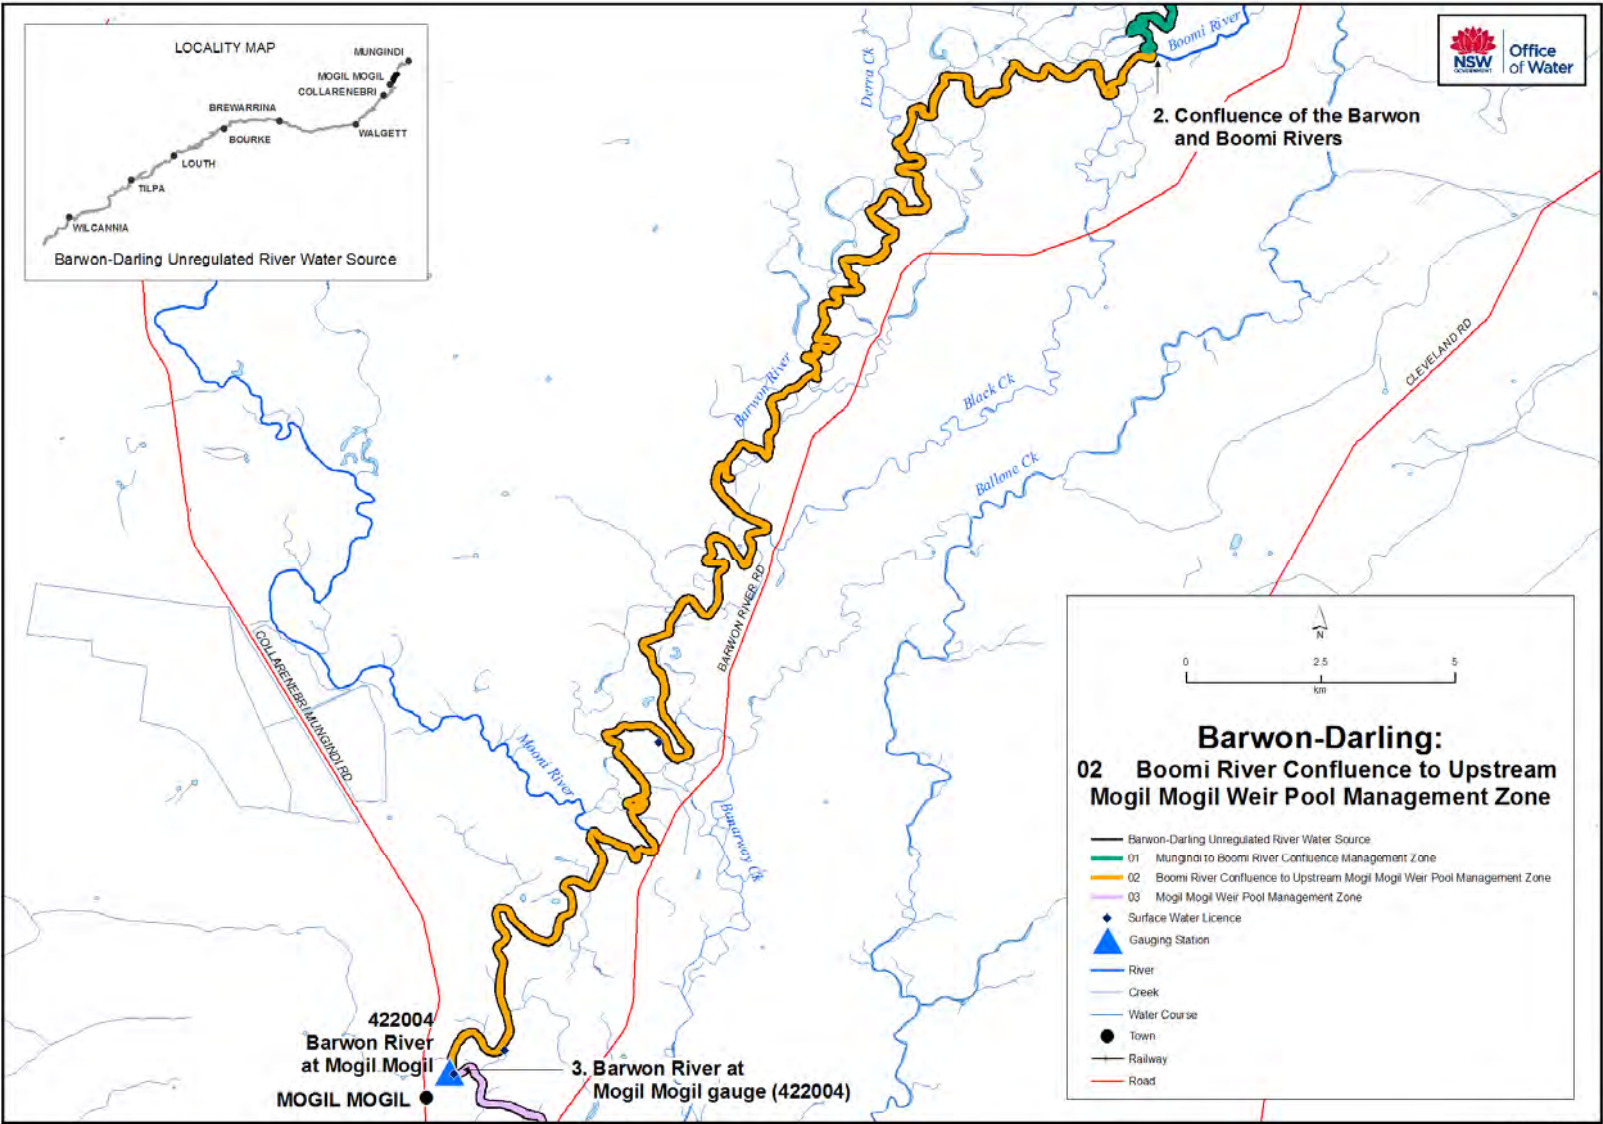 LOCALITY MAP
MUNGINDI
MOGIL MOGIL
COLLARENEBRI
BREWARRINA
WALGETT
BOURKE
LOUTH
TILPA
WILCANNIA
Barwon-Darling Unregulated River Water Source
Derra Ck
Boomi River
NSW
GOVERNMENT
Office
of Water
2. Confluence of the Barwon
and Boomi Rivers
Barwon River
Black Ck
Ballone Ck
CLEVELAND RD
BARWON RIVER RD
COLLARENEBRI MUNGINDI RD
Mooni River
Banarway Ck
N
0 2.5 5
km
Barwon-Darling:
02 Boomi River Confluence to Upstream
Mogil Mogil Weir Pool Management Zone
Barwon-Darling Unregulated River Water Source
01 Mungindi to Boomi River Confluence Management Zone
02 Boomi River Confluence to Upstream Mogil Mogil Weir Pool Management Zone
03 Mogil Mogil Weir Pool Management Zone
Surface Water Licence
Gauging Station
River
Creek
Water Course
Town
Railway
Road
422004
Barwon River
at Mogil Mogil
MOGIL MOGIL
3. Barwon River at
Mogil Mogil gauge (422004)